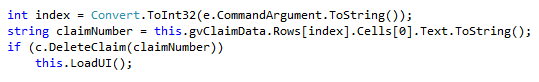 int index = Convert.ToInt32(e.CommandArgument.ToString());
string claimNumber = this.gvClaimData.Rows[index].Cells[0].Text.ToString();
if (c.DeleteClaim(claimNumber))
    this.LoadUI();